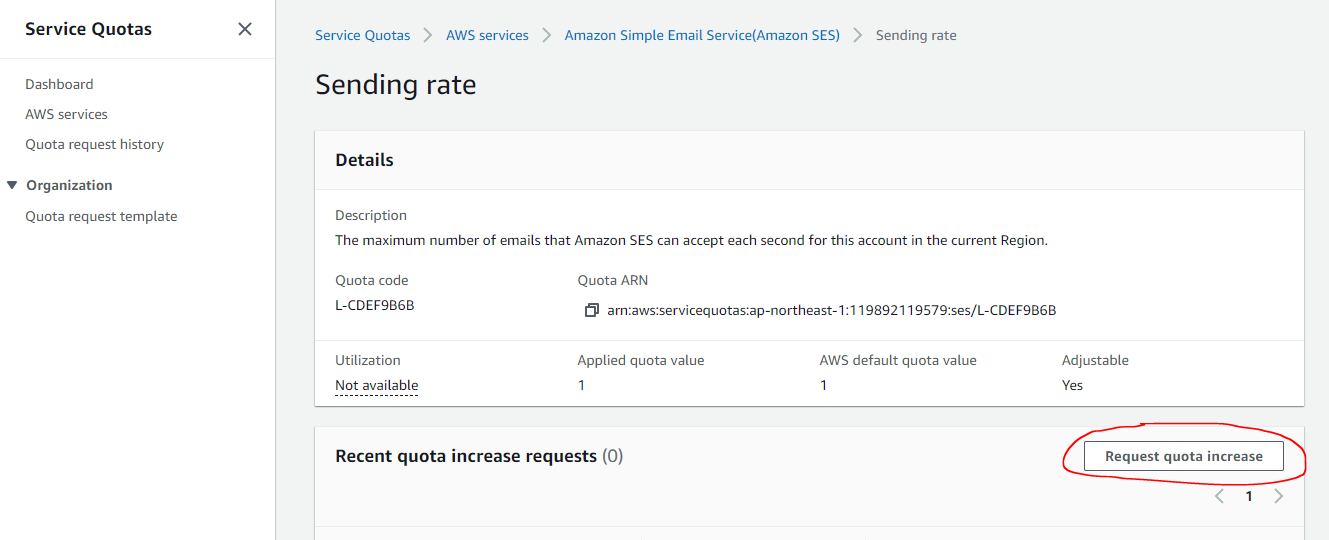 Service Quotas
Dashboard
AWS services
Quota request history
Organization
Quota request template
Service Quotas > AWS services > Amazon Simple Email Service(Amazon SES) > Sending rate
Sending rate
Details
Description
The maximum number of emails that Amazon SES can accept each second for this account in the current Region.
Quota code Quota ARN
L-CDEF9B6B arn:aws:servicequotas:ap-northeast-1:119892119579:ses/L-CDEF9B6B
Utilization Applied quota value AWS default quota value Adjustable
Not available 1 1 Yes
Recent quota increase requests (0) Request quota increase
1